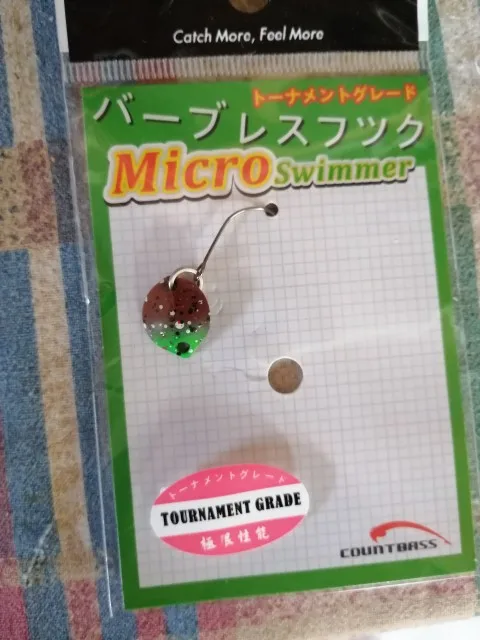 Catch More, Feel More
トーナメントグレード
バーブレスフック
Micro Swimmer
トーナメントグレード
TOURNAMENT GRADE
極限性能
COUNTBASS